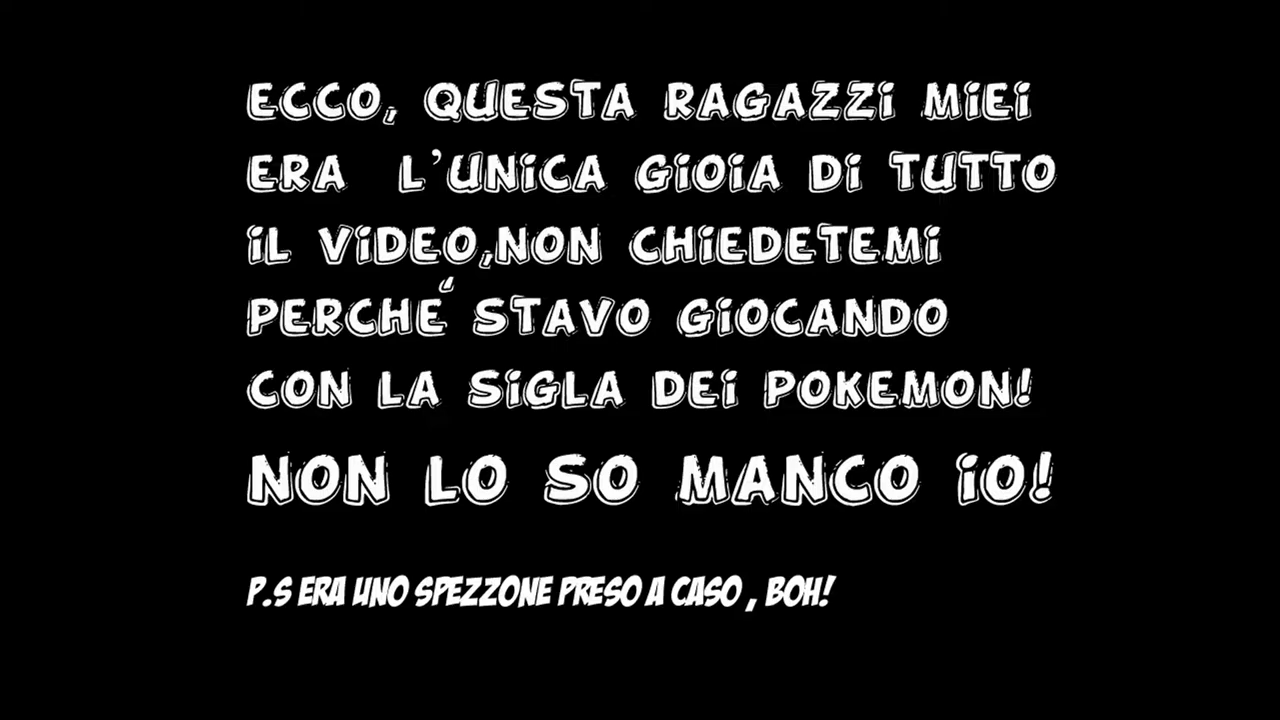 ECCO, QUESTA RAGAZZI MIEI
ERA L'UNICA GIOIA DI TUTTO
IL VIDEO,NON CHIEDETEMI
PERCHÉ STAVO GIOCANDO
CON LA SIGLA DEI POKEMON!
NON LO SO MANCO IO!
P.S ERA UNO SPEZZONE PRESO A CASO , BOH!